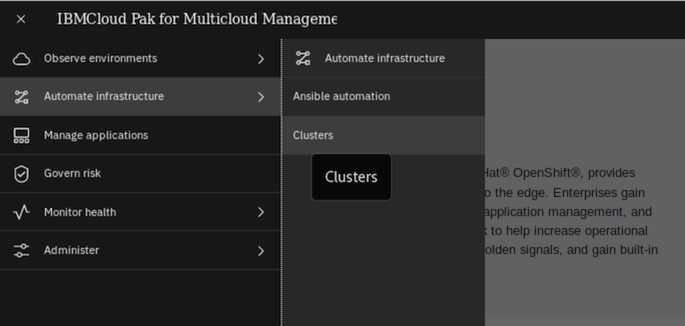 IBMCloud Pak for Multicloud Manageme
Observe environments
Automate infrastructure
Manage applications
Govern risk
Monitor health
Administer
Automate infrastructure
Ansible automation
Clusters
Clusters
Hat® OpenShift®, provides
o the edge. Enterprises gain
application management, and
k to help increase operational
olden signals, and gain built-in